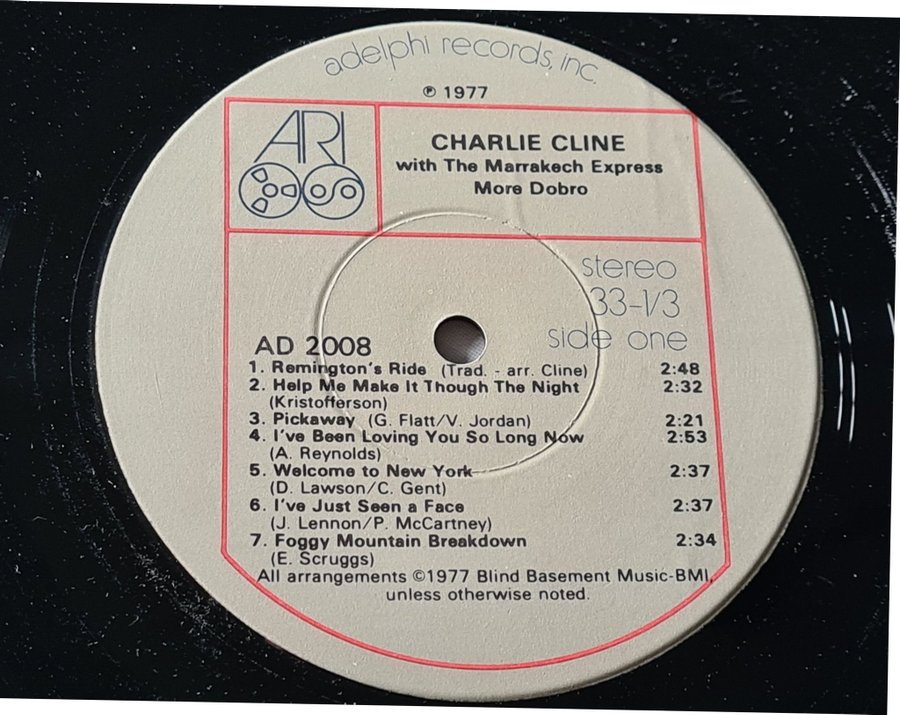 adelphi records, inc.
℗ 1977
ARI
CHARLIE CLINE
with The Marrakech Express
More Dobro
stereo
33-1/3
side one
AD 2008
1. Remington's Ride (Trad. - arr. Cline) 2:48
2. Help Me Make It Though The Night 2:32
(Kristofferson)
3. Pickaway (G. Flatt/V. Jordan) 2:21
4. I've Been Loving You So Long Now 2:53
(A. Reynolds)
5. Welcome to New York 2:37
(D. Lawson/C. Gent)
6. I've Just Seen a Face 2:37
(J. Lennon/P. McCartney)
7. Foggy Mountain Breakdown 2:34
(E. Scruggs)
All arrangements ©1977 Blind Basement Music-BMI,
unless otherwise noted.